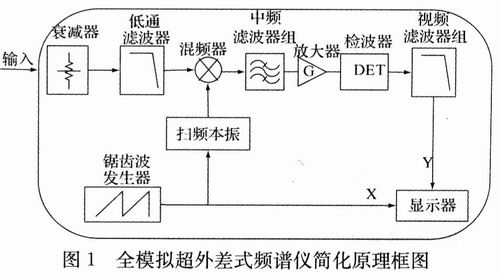 输入
衰减器
低通
滤波器
混频器
中频
滤波器组
放大器
G
检波器
DET
视频
滤波器组
扫频本振
锯齿波
发生器
X
Y
显示器
图1 全模拟超外差式频谱仪简化原理框图